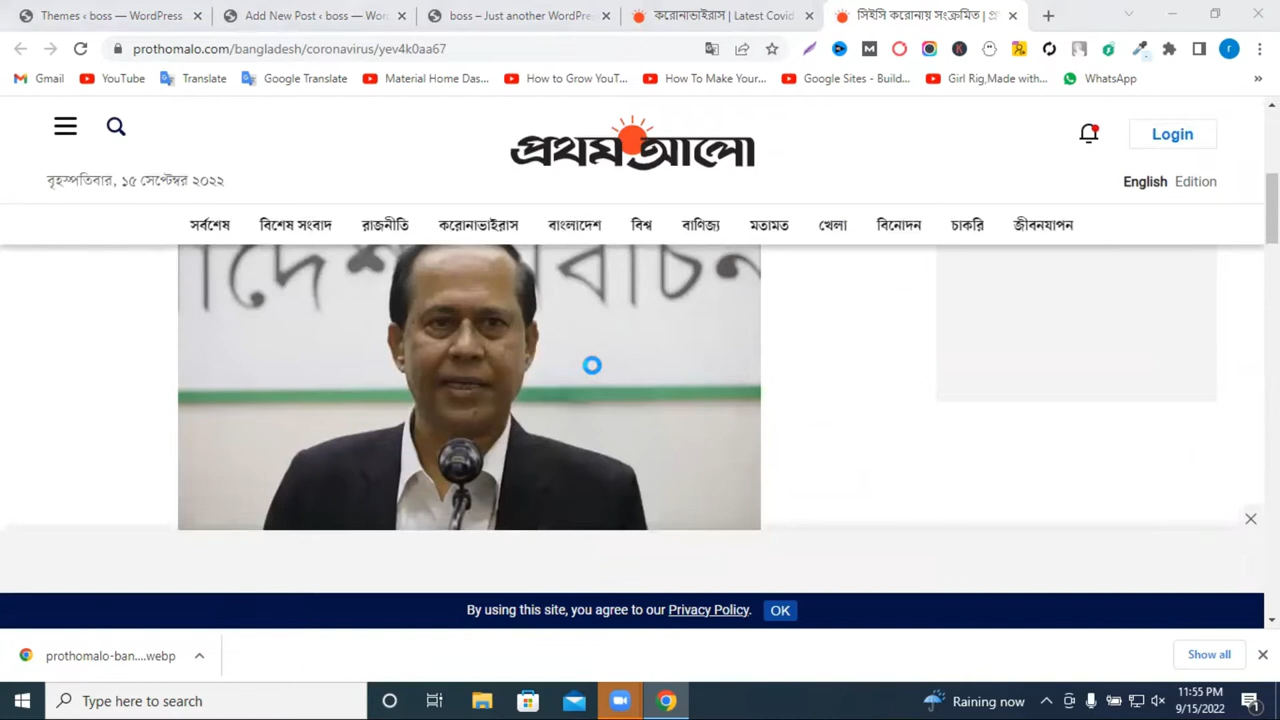 Themes ‹ boss — WordPress
Add New Post ‹ boss — Wor
boss – Just another WordPre
করোনাভাইরাস | Latest Covid
সিইসি করোনায় সংক্রমিত | প্র
prothomalo.com/bangladesh/coronavirus/yev4k0aa67
Gmail
YouTube
Translate
Google Translate
Material Home Das...
How to Grow YouT...
How To Make Your...
Google Sites - Build...
Girl Rig,Made with...
WhatsApp
প্রথম আলো
Login
বৃহস্পতিবার, ১৫ সেপ্টেম্বর ২০২২
English Edition
সর্বশেষ বিশেষ সংবাদ রাজনীতি করোনাভাইরাস বাংলাদেশ বিশ্ব বাণিজ্য মতামত খেলা বিনোদন চাকরি জীবনযাপন
By using this site, you agree to our Privacy Policy. OK
prothomalo-ban....webp
Show all
Type here to search
Raining now
11:55 PM
9/15/2022